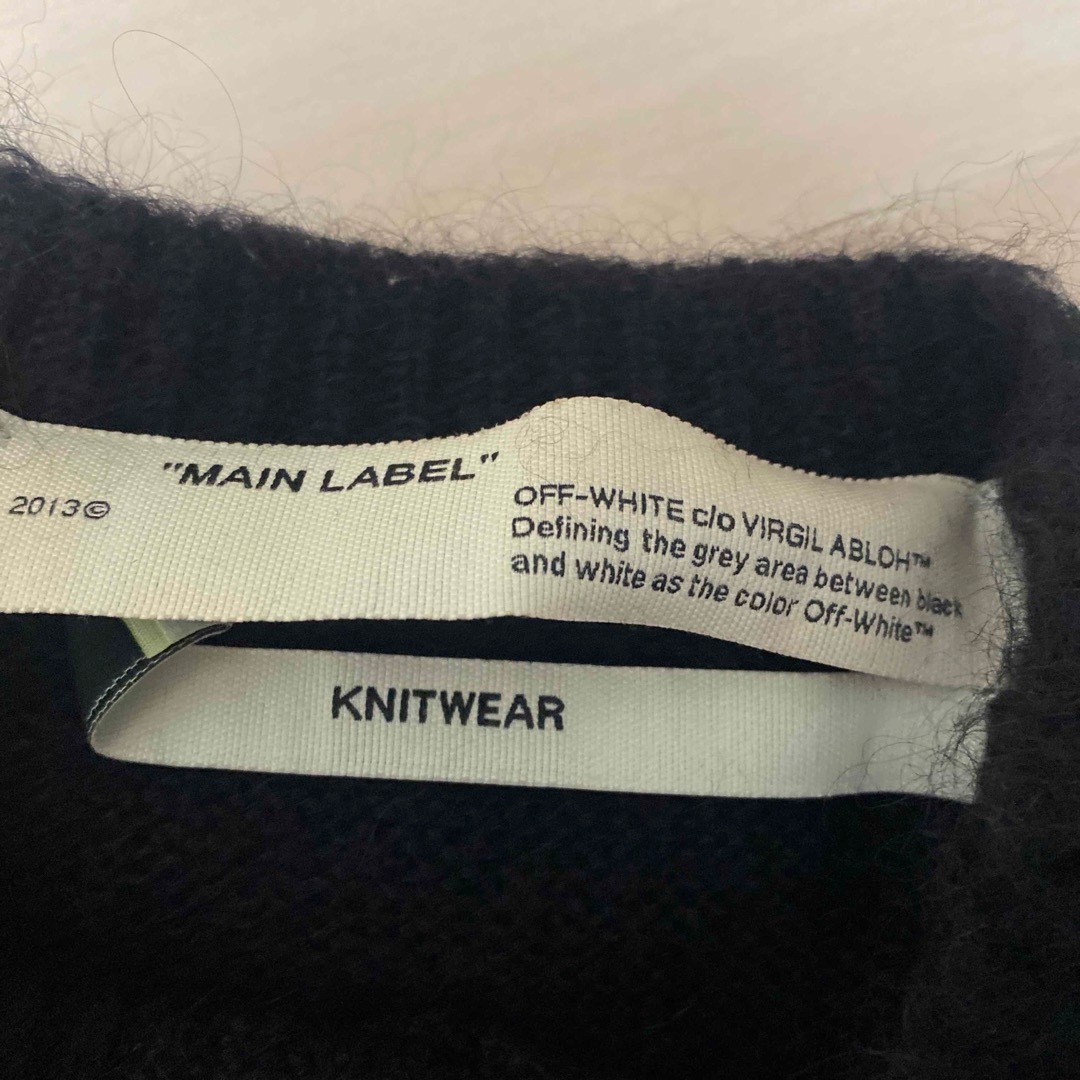 "MAIN LABEL"
2013©
OFF-WHITE c/o VIRGIL ABLOH™
Defining the grey area between black
and white as the color Off-White™
KNITWEAR